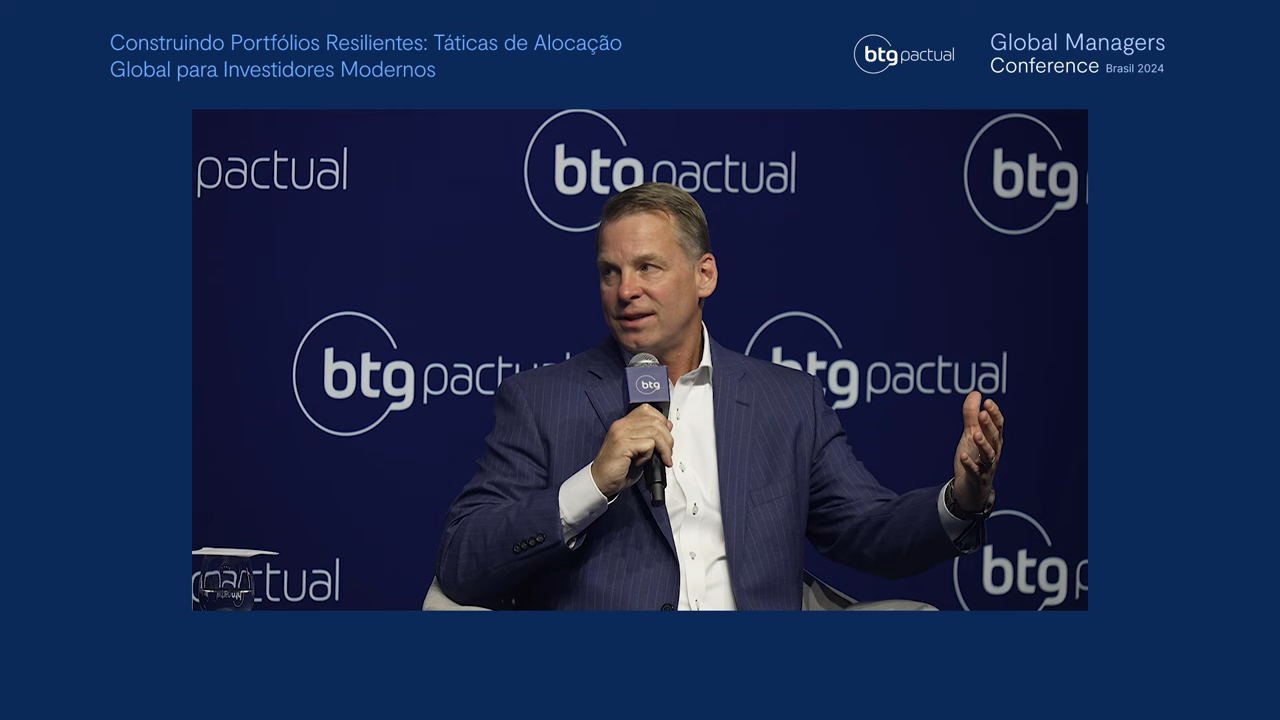 Construindo Portfólios Resilientes: Táticas de Alocação
Global para Investidores Modernos
btg pactual
Global Managers
Conference Brasil 2024
pactual
btg pactual
btg
btg pactual
btg pactual
btg
pactual
btg p